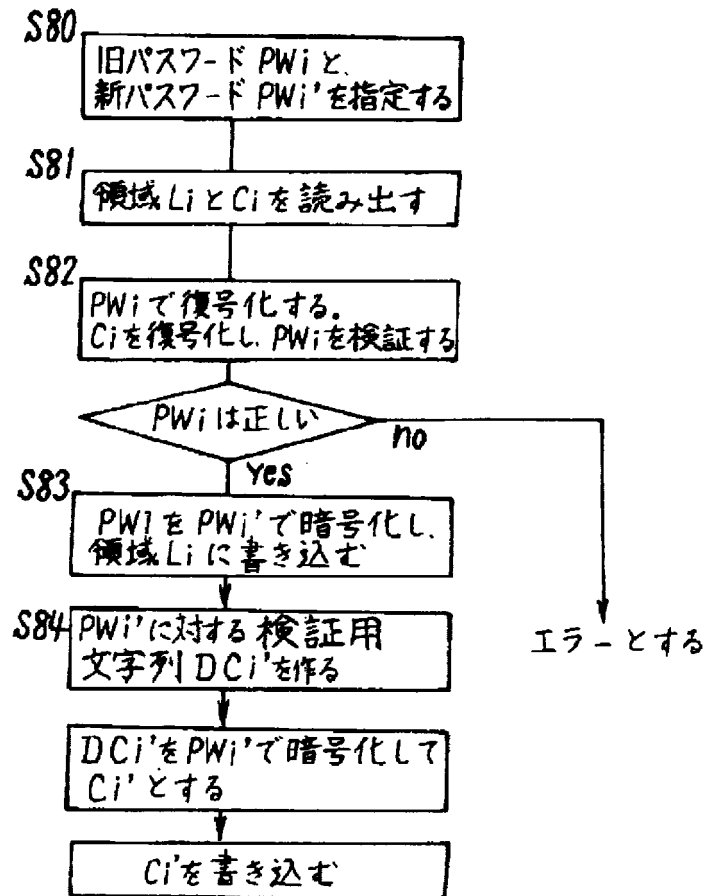 S80
旧パスワード PWiと、
新パスワード PWi'を指定する
S81
領域 LiとCiを読み出す
S82
PWiで復号化する.
Ciを復号化し、PWiを検証する
PWiは正しい
no
yes
S83
PW1をPWi'で暗号化し、
領域Liに書き込む
S84
PWi'に対する検証用
文字列DCi'を作る
エラーとする
DCi'をPWi'で暗号化して
Ci'とする
Ci'を書き込む